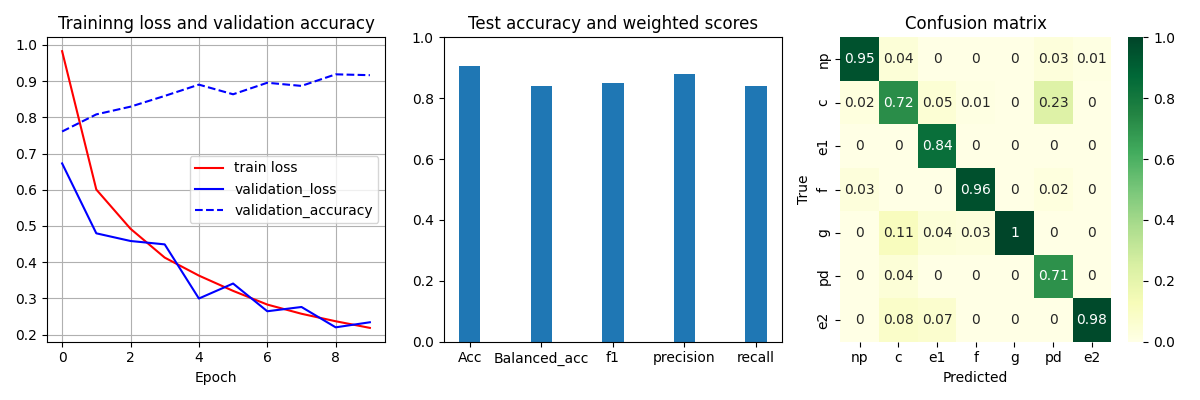 Traininng loss and validation accuracy
1.0
0.9
0.8
0.7
0.6
0.5
0.4
0.3
0.2
train loss
validation_loss
validation_accuracy
0 2 4 6 8
Epoch
Test accuracy and weighted scores
1.0
0.8
0.6
0.4
0.2
0.0
Acc Balanced_acc f1 precision recall
Confusion matrix
True
np 0.95 0.04 0 0 0 0.03 0.01
c 0.02 0.72 0.05 0.01 0 0.23 0
e1 0 0 0.84 0 0 0 0
f 0.03 0 0 0.96 0 0.02 0
g 0 0.11 0.04 0.03 1 0 0
pd 0 0.04 0 0 0 0.71 0
e2 0 0.08 0.07 0 0 0 0.98
np c e1 f g pd e2
Predicted
1.0
0.8
0.6
0.4
0.2
0.0